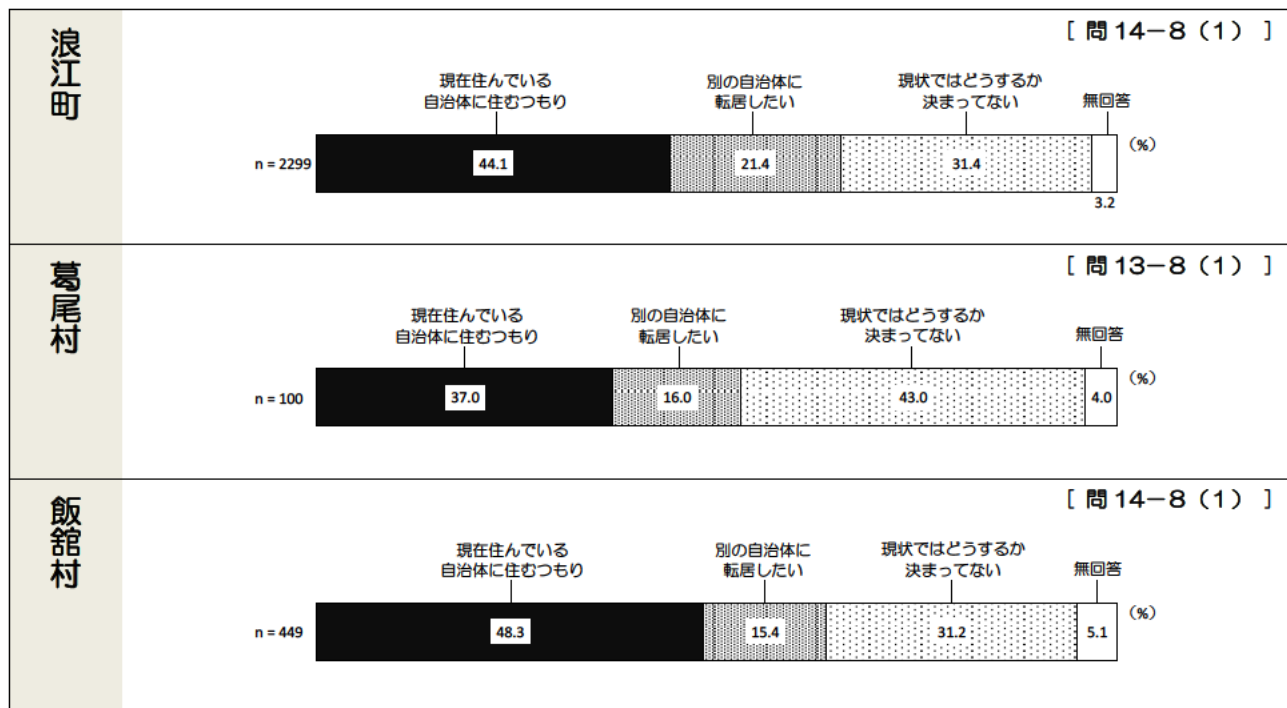 浪江町
[ 問14−8（1） ]
現在住んでいる
自治体に住むつもり
別の自治体に
転居したい
現状ではどうするか
決まってない
無回答
n = 2299
44.1
21.4
31.4
3.2
(%)
葛尾村
[ 問13−8（1） ]
現在住んでいる
自治体に住むつもり
別の自治体に
転居したい
現状ではどうするか
決まってない
無回答
n = 100
37.0
16.0
43.0
4.0
(%)
飯舘村
[ 問14−8（1） ]
現在住んでいる
自治体に住むつもり
別の自治体に
転居したい
現状ではどうするか
決まってない
無回答
n = 449
48.3
15.4
31.2
5.1
(%)